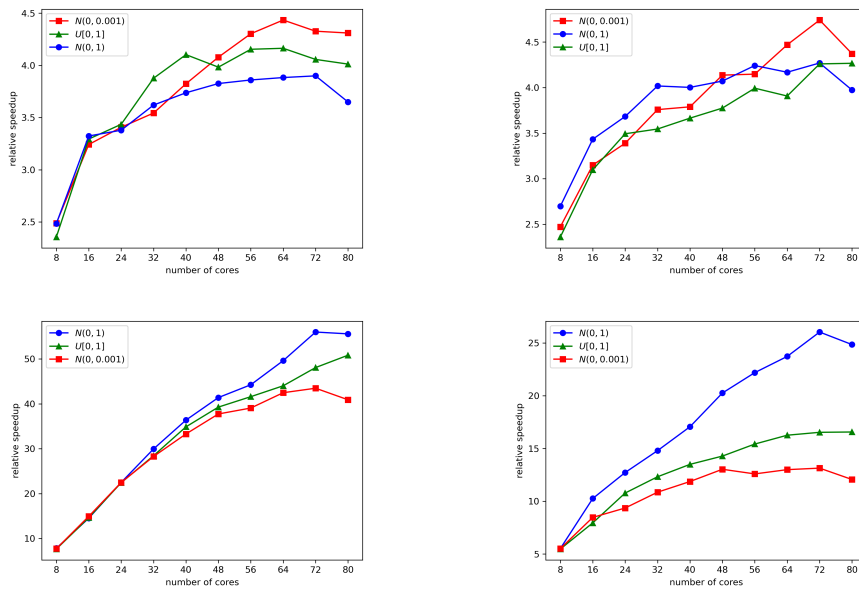 4.5
4.0
3.5
3.0
2.5
relative speedup
N(0, 0.001)
U[0, 1]
N(0, 1)
8 16 24 32 40 48 56 64 72 80
number of cores
4.5
4.0
3.5
3.0
2.5
relative speedup
N(0, 0.001)
N(0, 1)
U[0, 1]
8 16 24 32 40 48 56 64 72 80
number of cores
50
40
30
20
10
relative speedup
N(0, 1)
U[0, 1]
N(0, 0.001)
8 16 24 32 40 48 56 64 72 80
number of cores
25
20
15
10
5
relative speedup
N(0, 1)
U[0, 1]
N(0, 0.001)
8 16 24 32 40 48 56 64 72 80
number of cores